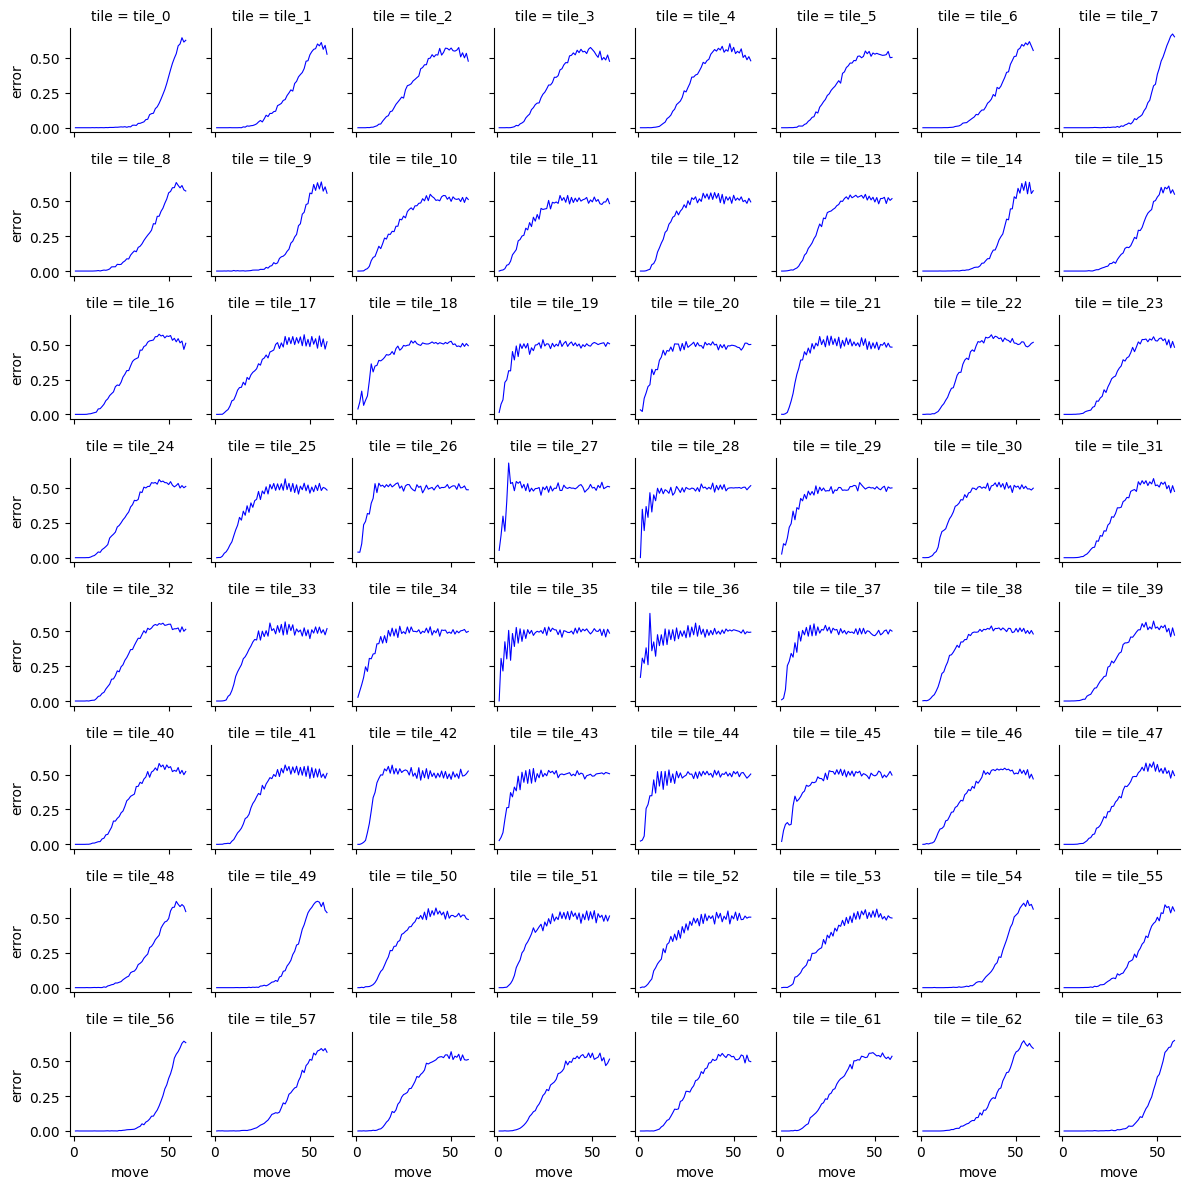 tile = tile_0 tile = tile_1 tile = tile_2 tile = tile_3 tile = tile_4 tile = tile_5 tile = tile_6 tile = tile_7
error
0.50
0.25
0.00
tile = tile_8 tile = tile_9 tile = tile_10 tile = tile_11 tile = tile_12 tile = tile_13 tile = tile_14 tile = tile_15
error
0.50
0.25
0.00
tile = tile_16 tile = tile_17 tile = tile_18 tile = tile_19 tile = tile_20 tile = tile_21 tile = tile_22 tile = tile_23
error
0.50
0.25
0.00
tile = tile_24 tile = tile_25 tile = tile_26 tile = tile_27 tile = tile_28 tile = tile_29 tile = tile_30 tile = tile_31
error
0.50
0.25
0.00
tile = tile_32 tile = tile_33 tile = tile_34 tile = tile_35 tile = tile_36 tile = tile_37 tile = tile_38 tile = tile_39
error
0.50
0.25
0.00
tile = tile_40 tile = tile_41 tile = tile_42 tile = tile_43 tile = tile_44 tile = tile_45 tile = tile_46 tile = tile_47
error
0.50
0.25
0.00
tile = tile_48 tile = tile_49 tile = tile_50 tile = tile_51 tile = tile_52 tile = tile_53 tile = tile_54 tile = tile_55
error
0.50
0.25
0.00
tile = tile_56 tile = tile_57 tile = tile_58 tile = tile_59 tile = tile_60 tile = tile_61 tile = tile_62 tile = tile_63
error
0.50
0.25
0.00
0 50 0 50 0 50 0 50 0 50 0 50 0 50 0 50
move move move move move move move move